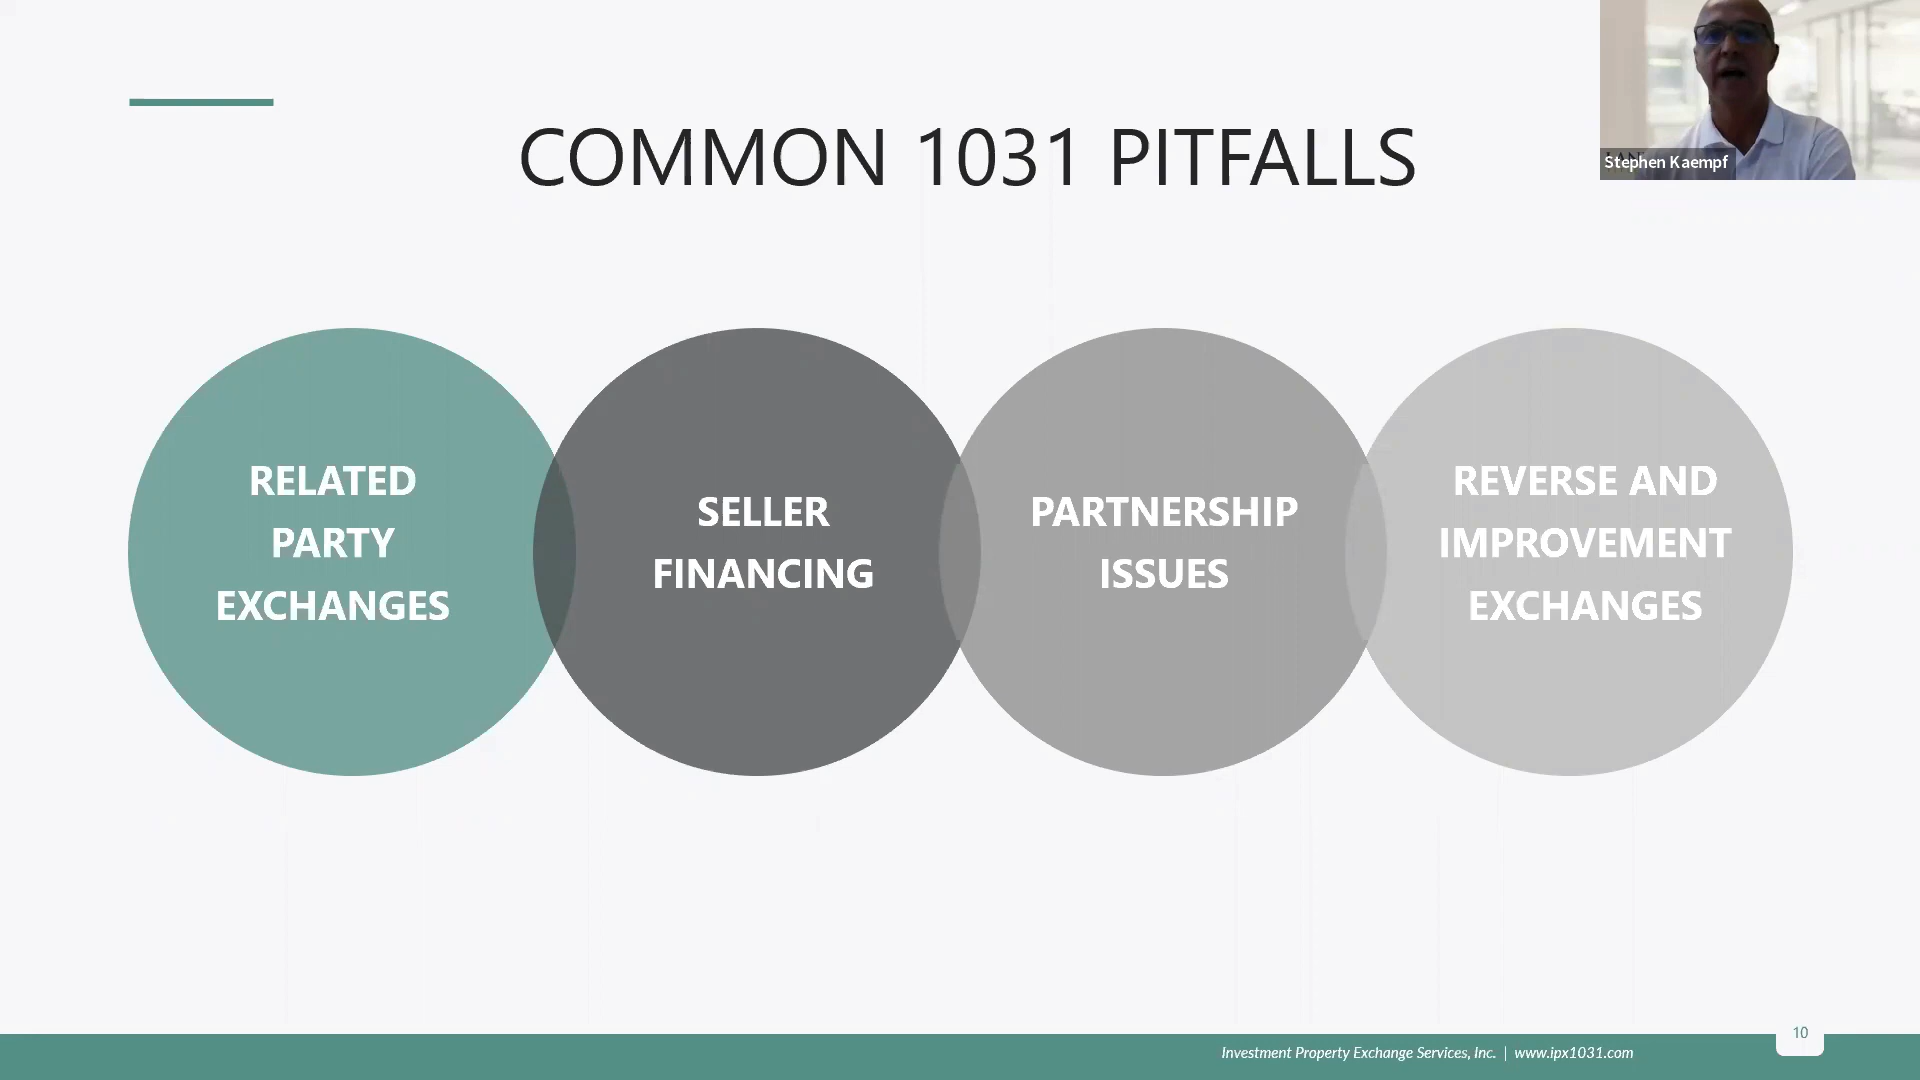 COMMON 1031 PITFALLS
Stephen Kaempf
RELATED
PARTY
EXCHANGES
SELLER
FINANCING
PARTNERSHIP
ISSUES
REVERSE AND
IMPROVEMENT
EXCHANGES
10
Investment Property Exchange Services, Inc. | www.ipx1031.com